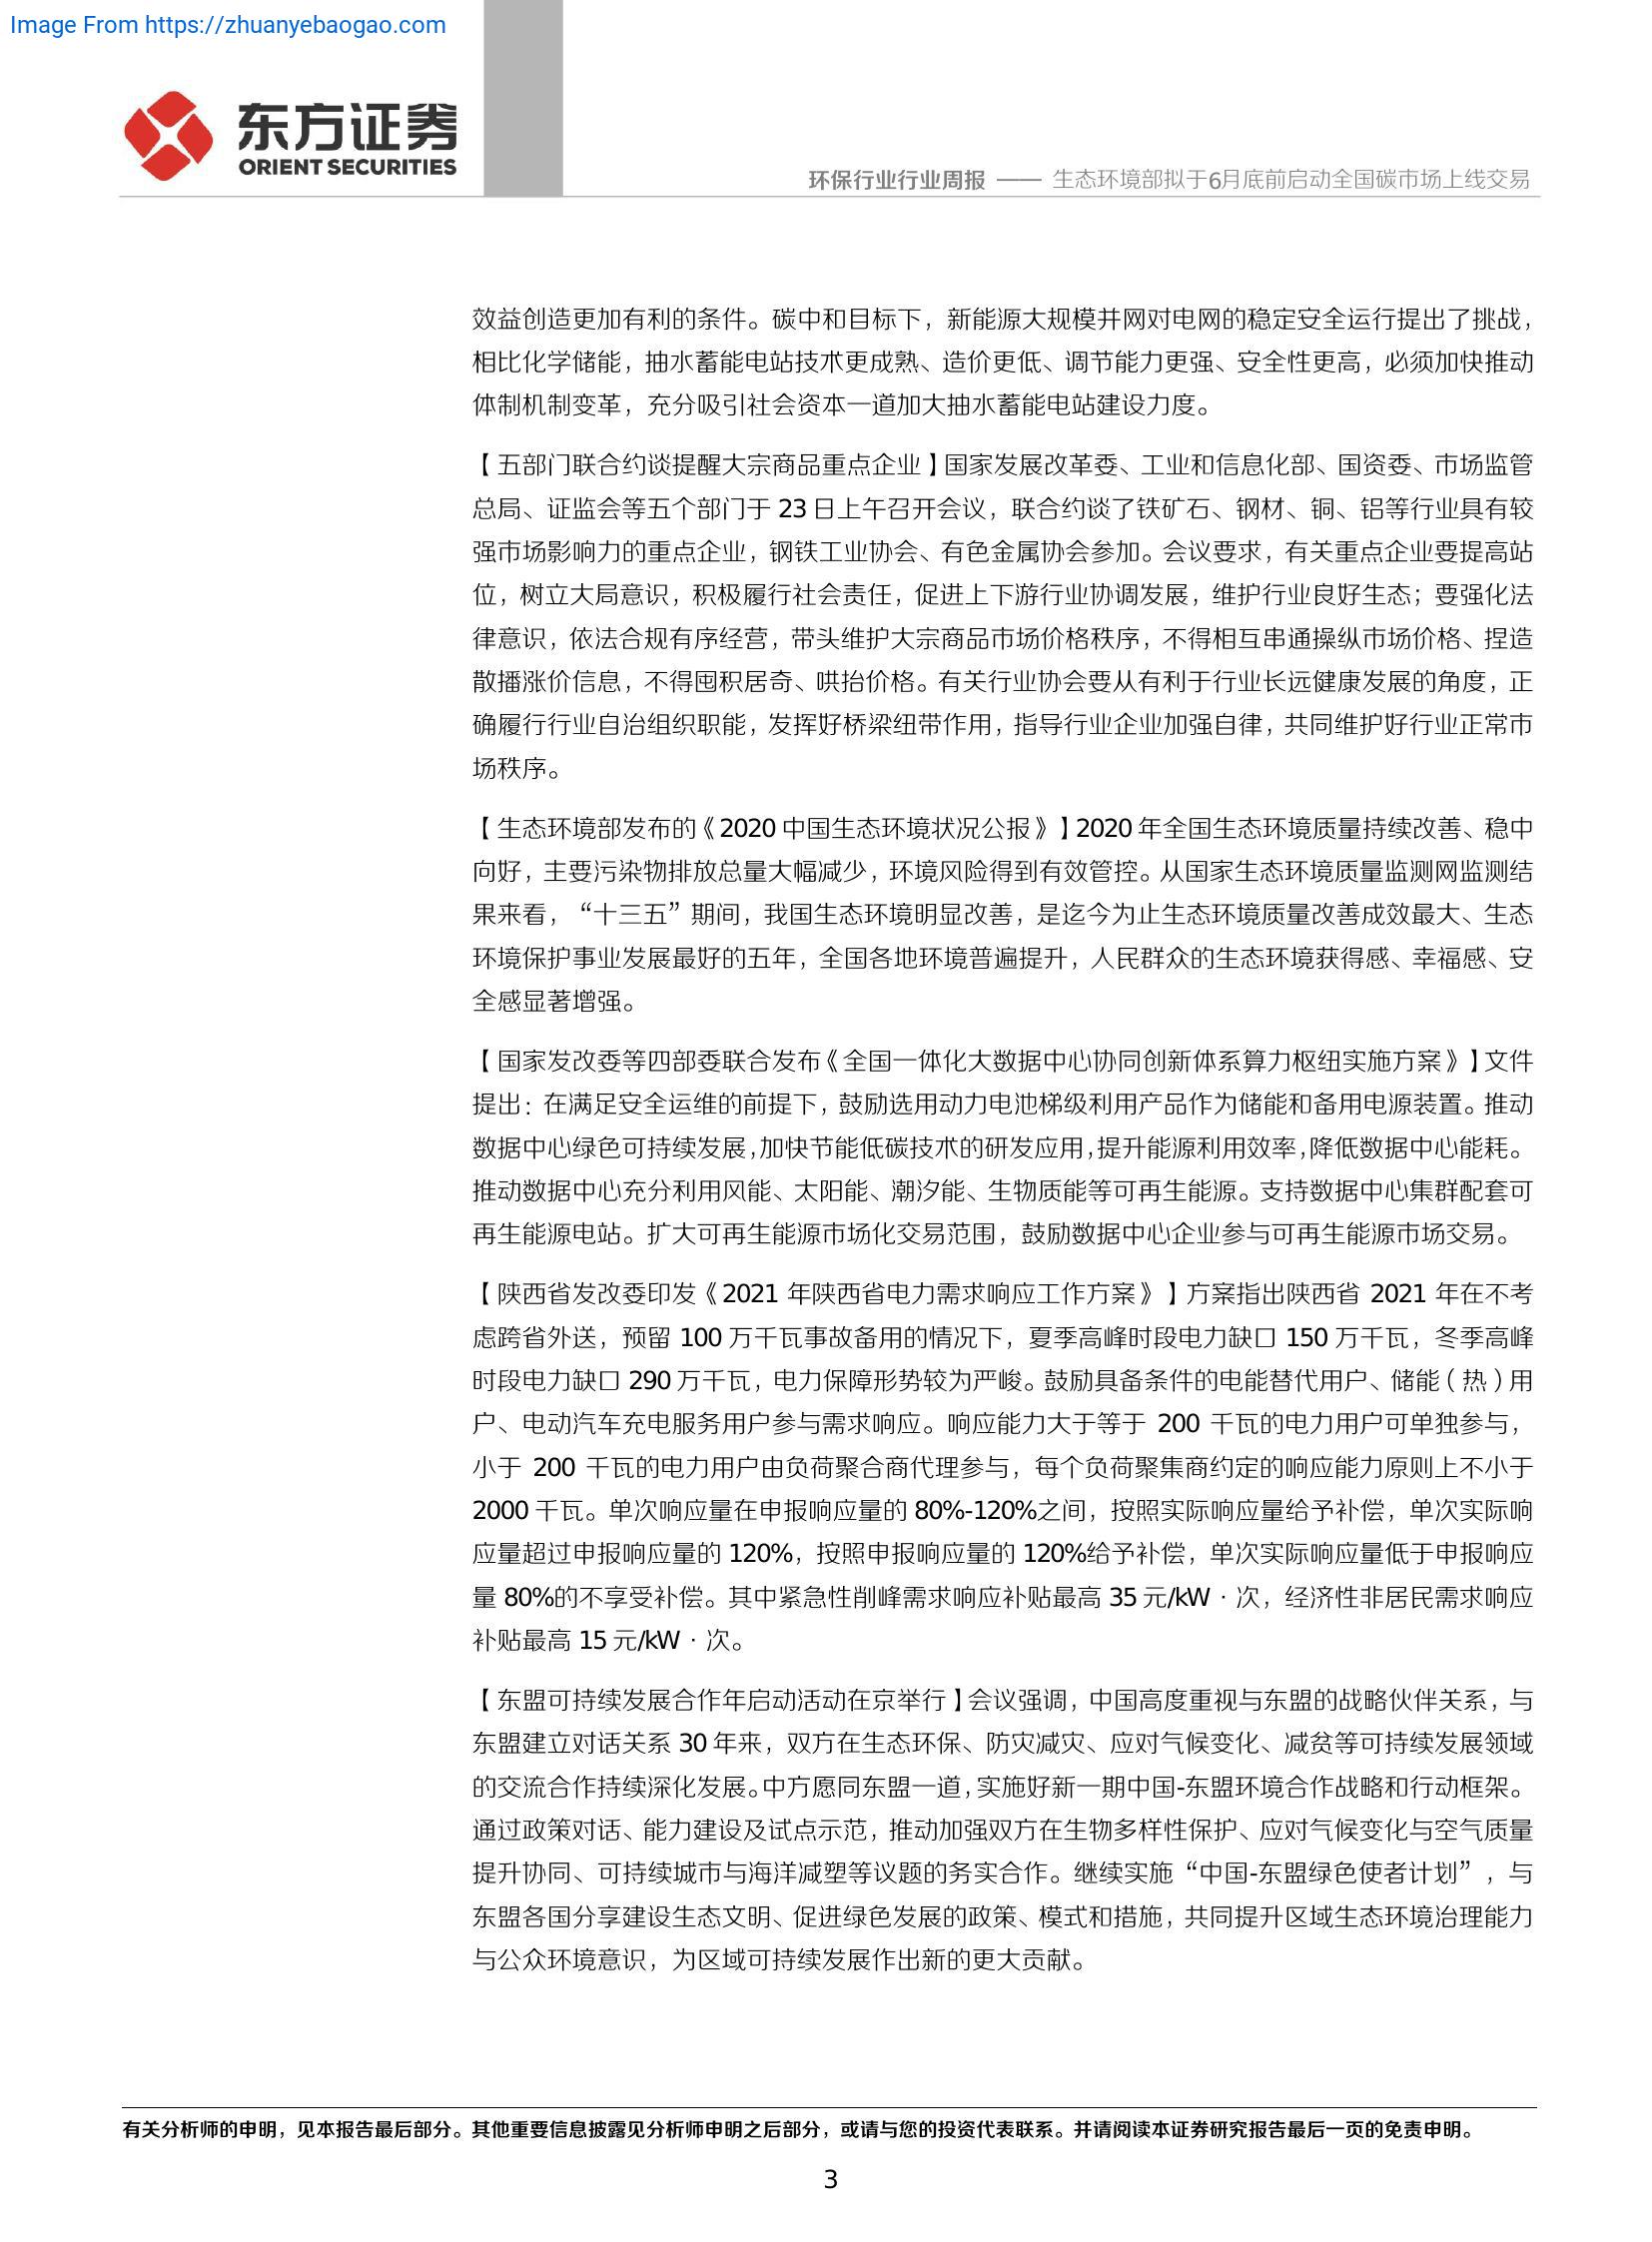 Image From https://zhuanyebaogao.com
东方证券
ORIENT SECURITIES
环保行业行业周报 —— 生态环境部拟于6月底前启动全国碳市场上线交易
效益创造更加有利的条件。碳中和目标下，新能源大规模并网对电网的稳定安全运行提出了挑战，
相比化学储能，抽水蓄能电站技术更成熟、造价更低、调节能力更强、安全性更高，必须加快推动
体制机制变革，充分吸引社会资本一道加大抽水蓄能电站建设力度。
【五部门联合约谈提醒大宗商品重点企业】国家发展改革委、工业和信息化部、国资委、市场监管
总局、证监会等五个部门于 23 日上午召开会议，联合约谈了铁矿石、钢材、铜、铝等行业具有较
强市场影响力的重点企业，钢铁工业协会、有色金属协会参加。会议要求，有关重点企业要提高站
位，树立大局意识，积极履行社会责任，促进上下游行业协调发展，维护行业良好生态；要强化法
律意识，依法合规有序经营，带头维护大宗商品市场价格秩序，不得相互串通操纵市场价格、捏造
散播涨价信息，不得囤积居奇、哄抬价格。有关行业协会要从有利于行业长远健康发展的角度，正
确履行行业自治组织职能，发挥好桥梁纽带作用，指导行业企业加强自律，共同维护好行业正常市
场秩序。
【生态环境部发布的《2020 中国生态环境状况公报》】2020 年全国生态环境质量持续改善、稳中
向好，主要污染物排放总量大幅减少，环境风险得到有效管控。从国家生态环境质量监测网监测结
果来看，“十三五”期间，我国生态环境明显改善，是迄今为止生态环境质量改善成效最大、生态
环境保护事业发展最好的五年，全国各地环境普遍提升，人民群众的生态环境获得感、幸福感、安
全感显著增强。
【国家发改委等四部委联合发布《全国一体化大数据中心协同创新体系算力枢纽实施方案》】文件
提出：在满足安全运维的前提下，鼓励选用动力电池梯级利用产品作为储能和备用电源装置。推动
数据中心绿色可持续发展，加快节能低碳技术的研发应用，提升能源利用效率，降低数据中心能耗。
推动数据中心充分利用风能、太阳能、潮汐能、生物质能等可再生能源。支持数据中心集群配套可
再生能源电站。扩大可再生能源市场化交易范围，鼓励数据中心企业参与可再生能源市场交易。
【陕西省发改委印发《2021 年陕西省电力需求响应工作方案》】方案指出陕西省 2021 年在不考
虑跨省外送，预留 100 万千瓦事故备用的情况下，夏季高峰时段电力缺口 150 万千瓦，冬季高峰
时段电力缺口 290 万千瓦，电力保障形势较为严峻。鼓励具备条件的电能替代用户、储能（热）用
户、电动汽车充电服务用户参与需求响应。响应能力大于等于 200 千瓦的电力用户可单独参与，
小于 200 千瓦的电力用户由负荷聚合商代理参与，每个负荷聚集商约定的响应能力原则上不小于
2000 千瓦。单次响应量在申报响应量的 80%-120%之间，按照实际响应量给予补偿，单次实际响
应量超过申报响应量的 120%，按照申报响应量的 120%给予补偿，单次实际响应量低于申报响应
量 80%的不享受补偿。其中紧急性削峰需求响应补贴最高 35 元/kW · 次，经济性非居民需求响应
补贴最高 15 元/kW · 次。
【东盟可持续发展合作年启动活动在京举行】会议强调，中国高度重视与东盟的战略伙伴关系，与
东盟建立对话关系 30 年来，双方在生态环保、防灾减灾、应对气候变化、减贫等可持续发展领域
的交流合作持续深化发展。中方愿同东盟一道，实施好新一期中国-东盟环境合作战略和行动框架。
通过政策对话、能力建设及试点示范，推动加强双方在生物多样性保护、应对气候变化与空气质量
提升协同、可持续城市与海洋减塑等议题的务实合作。继续实施“中国-东盟绿色使者计划”，与
东盟各国分享建设生态文明、促进绿色发展的政策、模式和措施，共同提升区域生态环境治理能力
与公众环境意识，为区域可持续发展作出新的更大贡献。
有关分析师的申明，见本报告最后部分。其他重要信息披露见分析师申明之后部分，或请与您的投资代表联系。并请阅读本证券研究报告最后一页的免责申明。
3